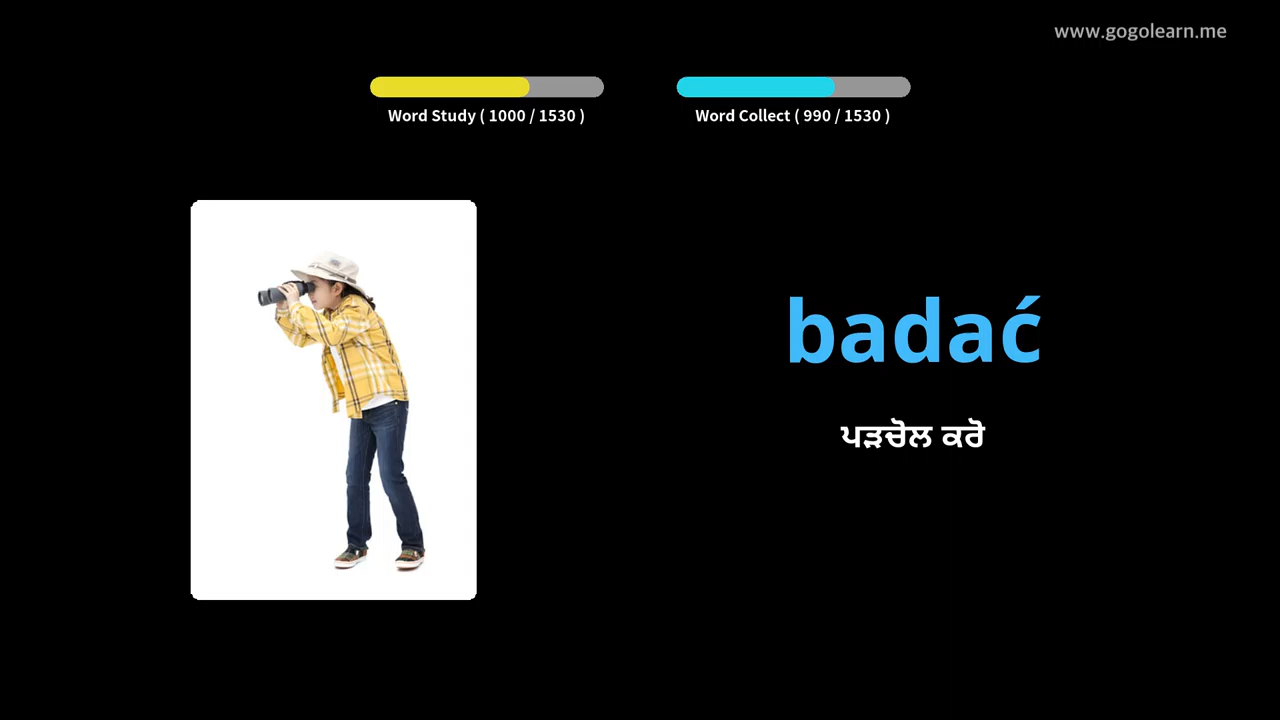 www.gogolearn.me
Word Study ( 1000 / 1530 )
Word Collect ( 990 / 1530 )
badać
ਪੜਚੋਲ ਕਰੋ